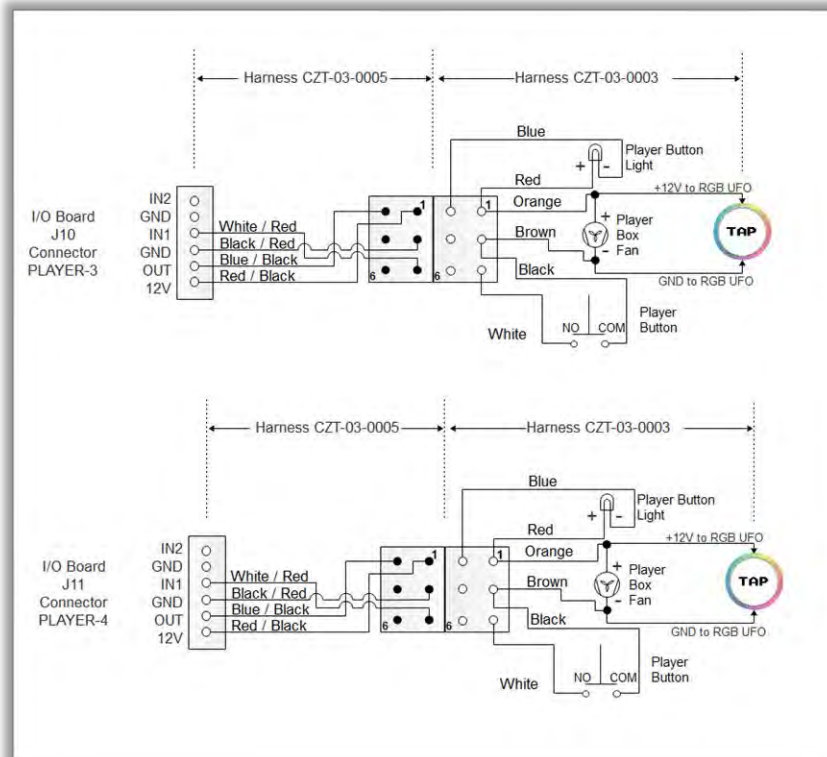 Harness CZT-03-0005
Harness CZT-03-0003
Blue
Player Button
Light
+ -
Red
Orange
+12V to RGB UFO
IN2
GND
IN1
GND
OUT
12V
I/O Board
J10
Connector
PLAYER-3
White / Red
Black / Red
Blue / Black
Red / Black
1
6
1
6
Brown
+
-
Player
Box
Fan
TAP
Black
GND to RGB UFO
White
NO COM
Player
Button
Harness CZT-03-0005
Harness CZT-03-0003
Blue
Player Button
Light
+ -
Red
Orange
+12V to RGB UFO
IN2
GND
IN1
GND
OUT
12V
I/O Board
J11
Connector
PLAYER-4
White / Red
Black / Red
Blue / Black
Red / Black
1
6
1
6
Brown
+
-
Player
Box
Fan
TAP
Black
GND to RGB UFO
White
NO COM
Player
Button